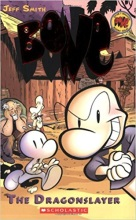 JEFF SMITH
BONE
THE DRAGONSLAYER
SCHOLASTIC